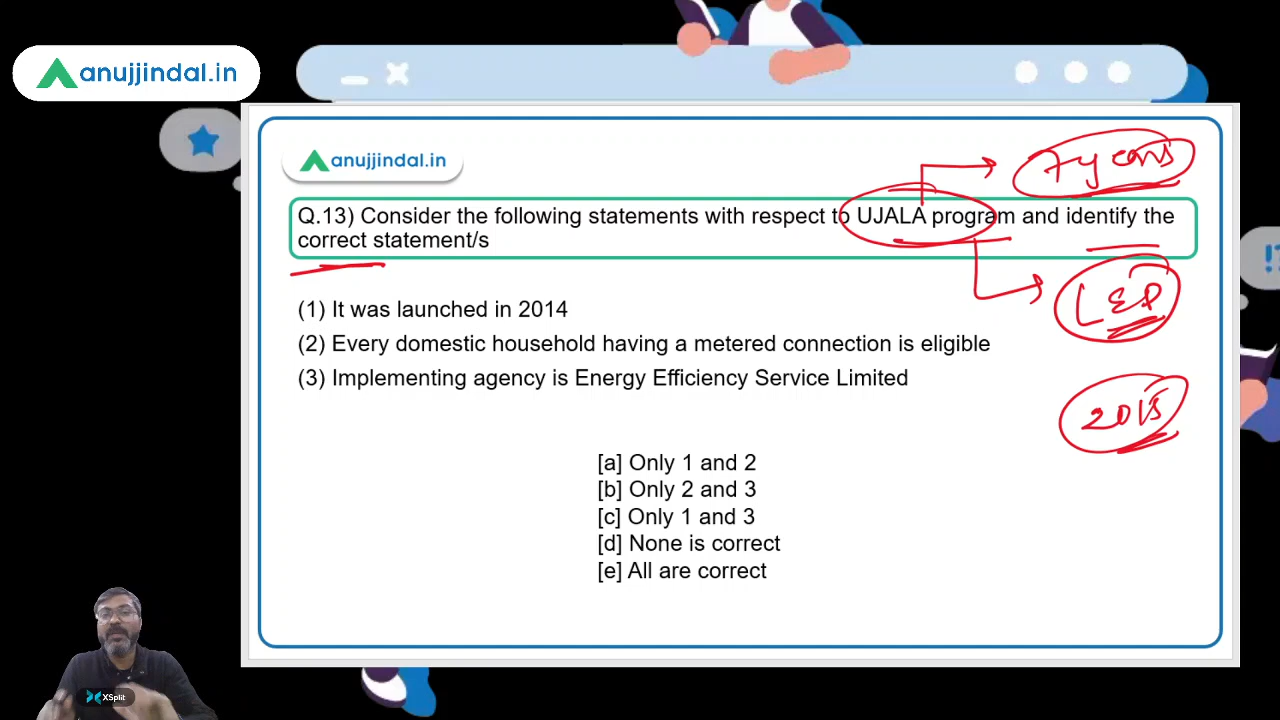 anujjindal.in
anujjindal.in
7 years
Q.13) Consider the following statements with respect to UJALA program and identify the
correct statement/s
LED
(1) It was launched in 2014
(2) Every domestic household having a metered connection is eligible
(3) Implementing agency is Energy Efficiency Service Limited
2015
[a] Only 1 and 2
[b] Only 2 and 3
[c] Only 1 and 3
[d] None is correct
[e] All are correct
XSplit